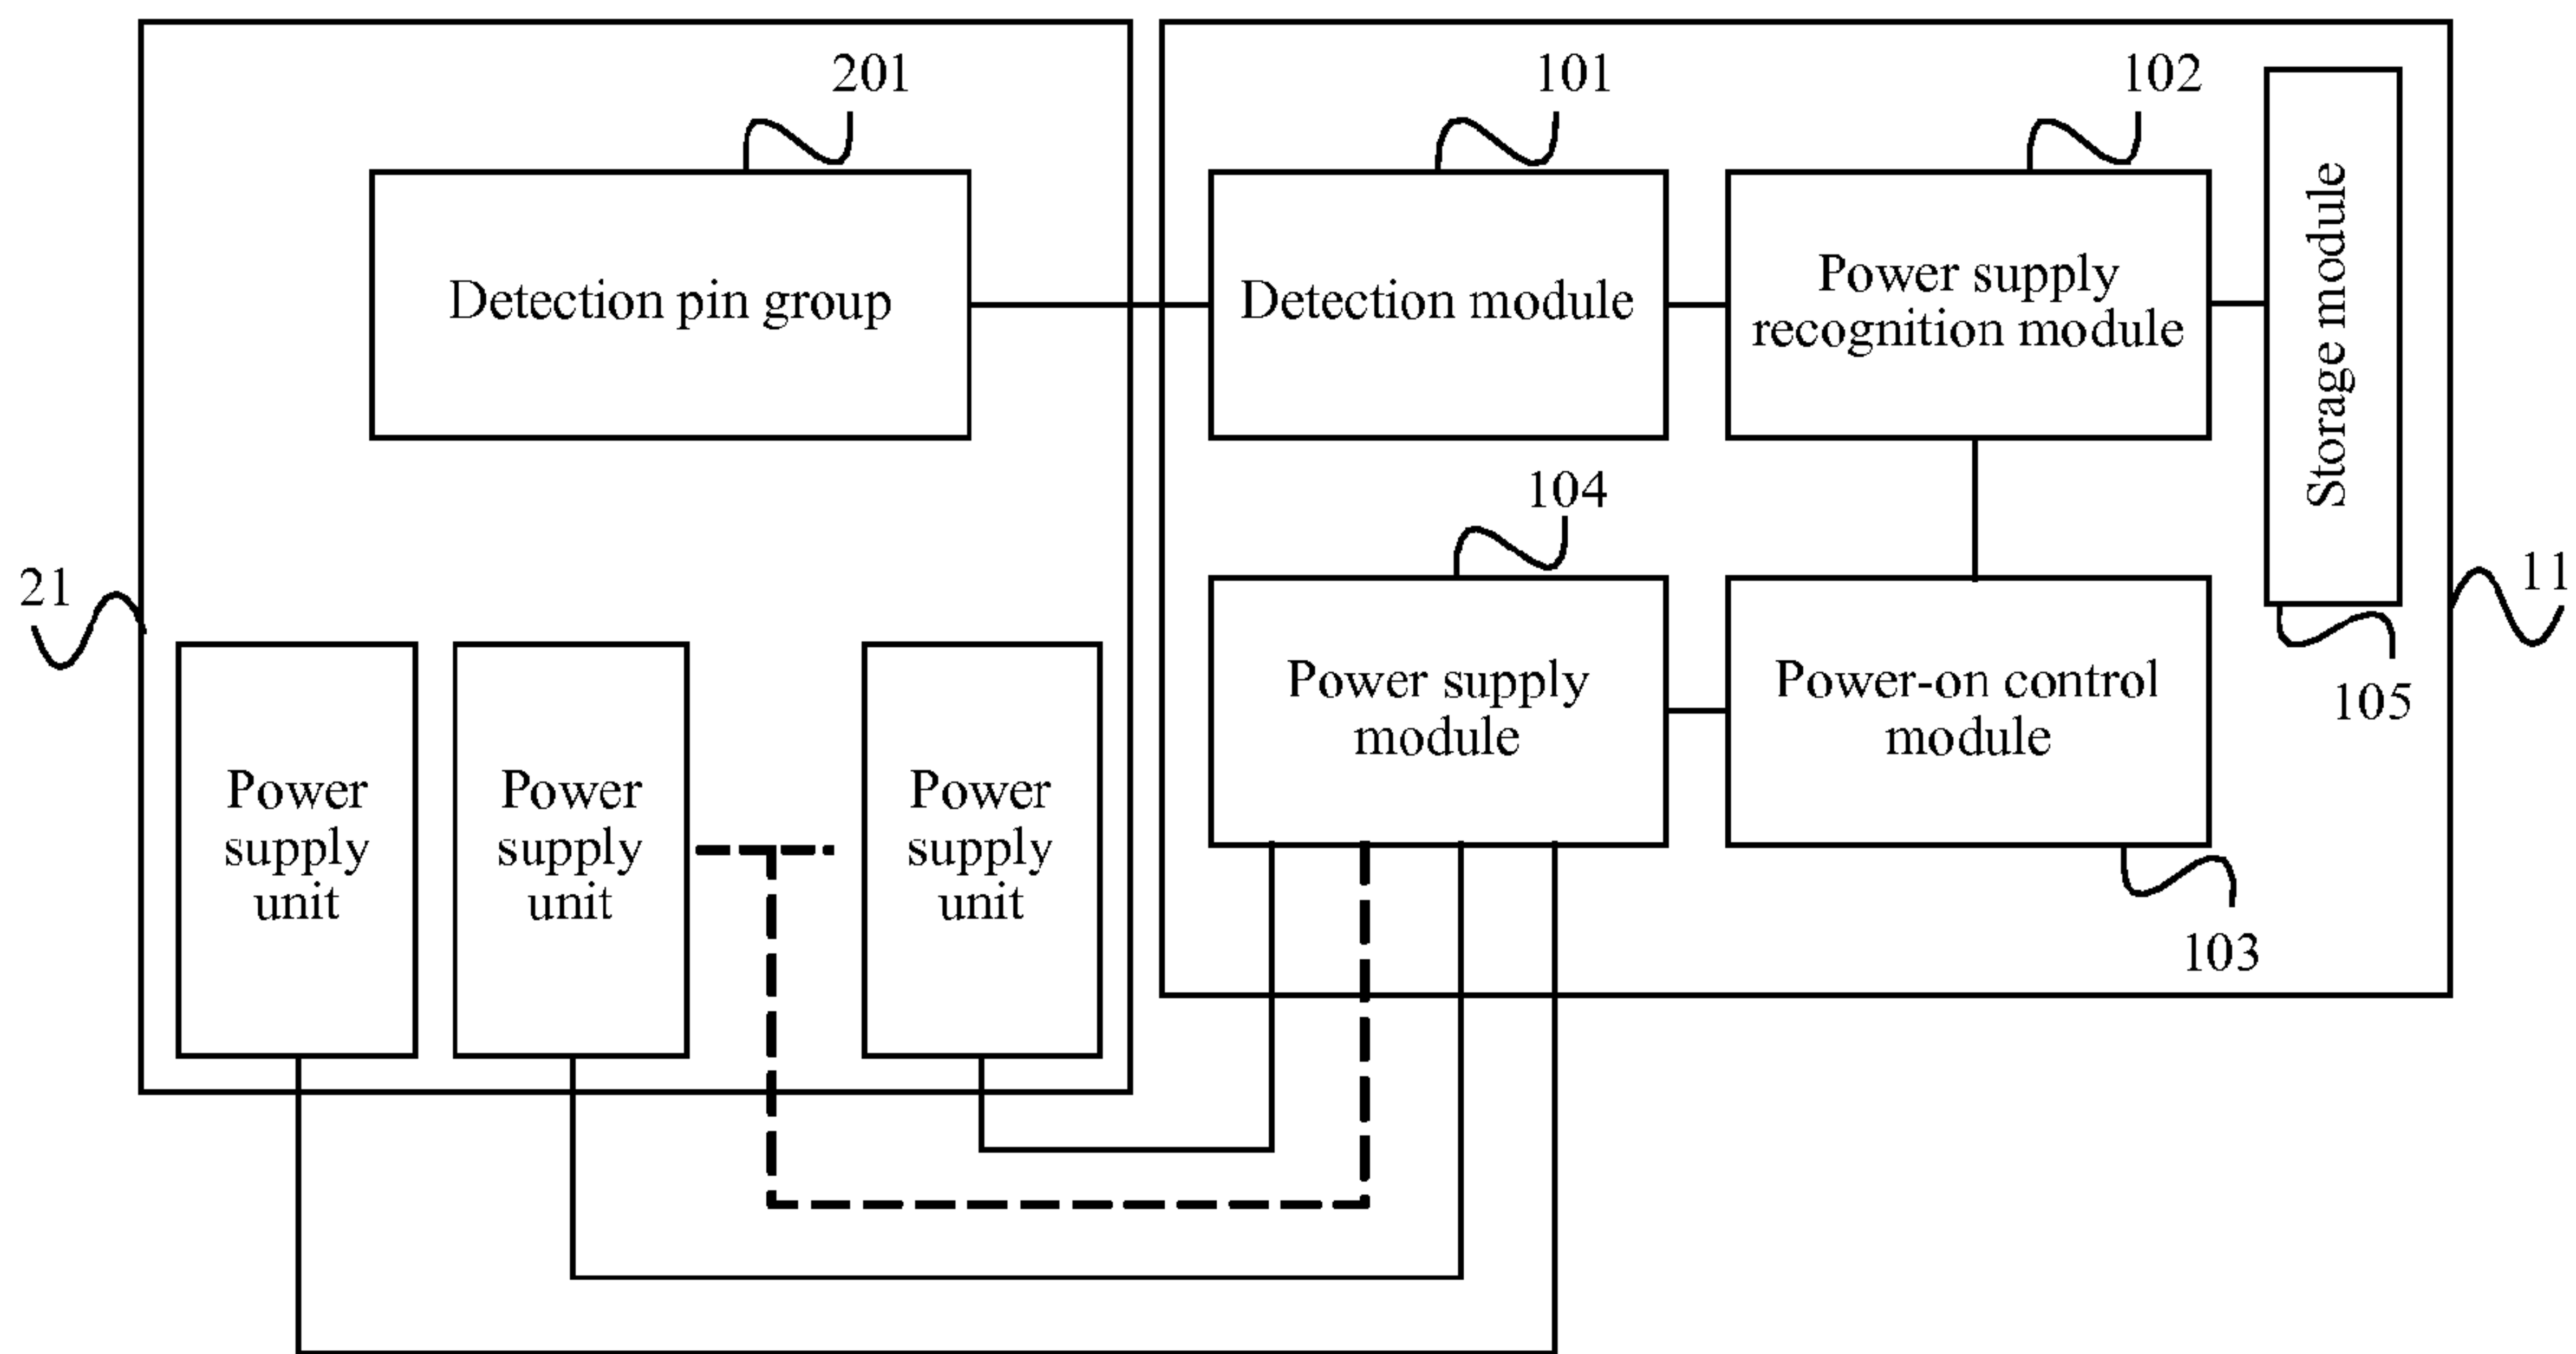 201
101
102
Detection pin group
Detection module
Power supply
recognition module
Storage module
104
21
11
Power supply
module
Power-on control
module
105
Power
supply
unit
Power
supply
unit
Power
supply
unit
103